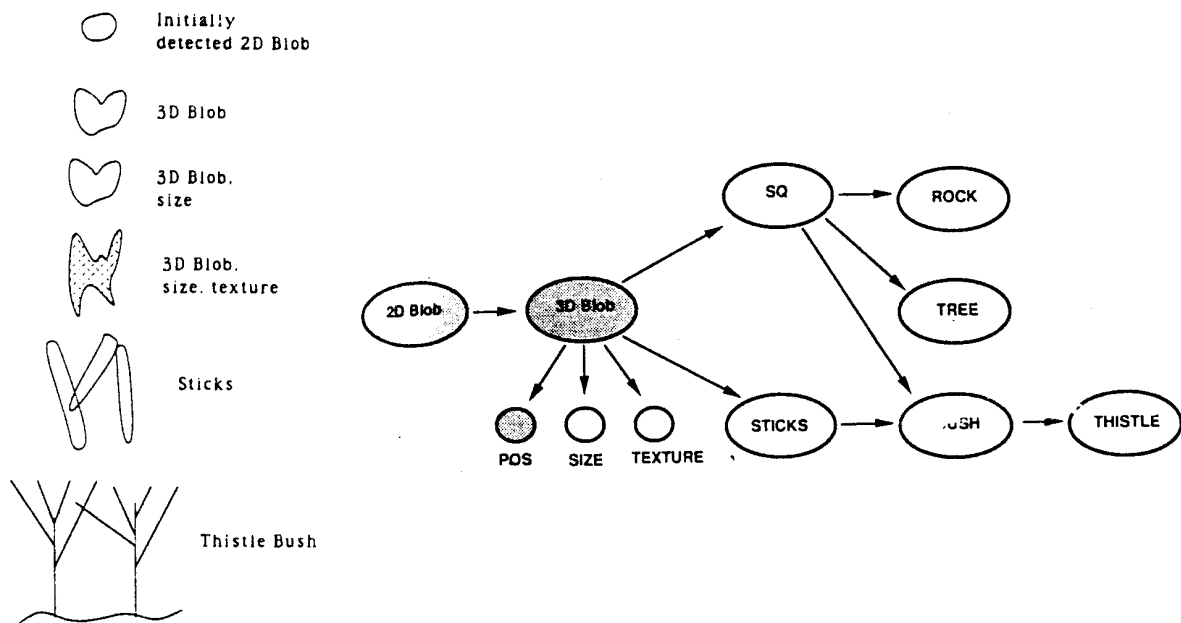 Initially
detected 2D Blob
3D Blob
3D Blob,
size
3D Blob,
size, texture
Sticks
Thistle Bush
SQ
ROCK
2D Blob
3D Blob
TREE
POS
SIZE
TEXTURE
STICKS
THISTLE